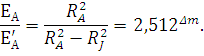 E_A / E'_A = R_A^2 / (R_A^2 − R_J^2) = 2,512^{Δm}.